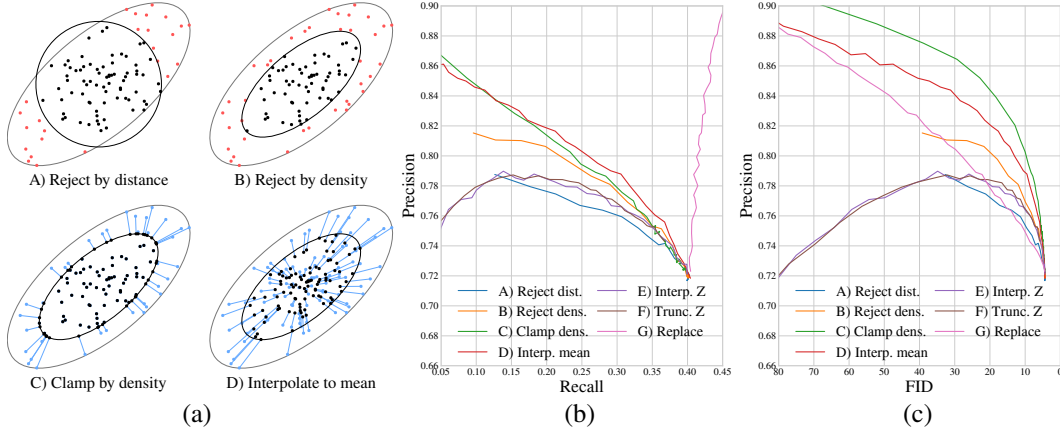 A) Reject by distance
B) Reject by density
C) Clamp by density
D) Interpolate to mean
(a)
Precision
0.90
0.88
0.86
0.84
0.82
0.80
0.78
0.76
0.74
0.72
0.70
0.68
0.66
A) Reject dist.
B) Reject dens.
C) Clamp dens.
D) Interp. mean
E) Interp. Z
F) Trunc. Z
G) Replace
0.05 0.10 0.15 0.20 0.25 0.30 0.35 0.40 0.45
Recall
(b)
Precision
0.90
0.88
0.86
0.84
0.82
0.80
0.78
0.76
0.74
0.72
0.70
0.68
0.66
A) Reject dist.
B) Reject dens.
C) Clamp dens.
D) Interp. mean
E) Interp. Z
F) Trunc. Z
G) Replace
80 70 60 50 40 30 20 10 0
FID
(c)